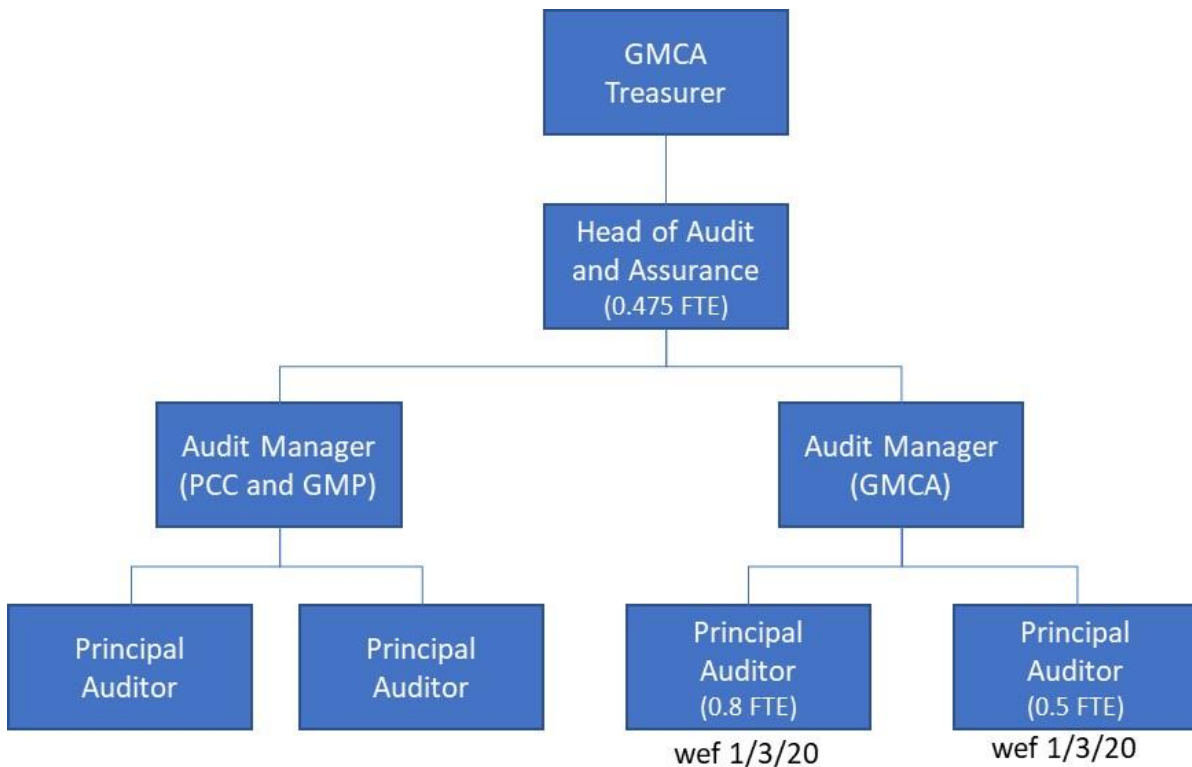 GMCA
Treasurer
Head of Audit
and Assurance
(0.475 FTE)
Audit Manager
(PCC and GMP)
Audit Manager
(GMCA)
Principal
Auditor
Principal
Auditor
Principal
Auditor
(0.8 FTE)
wef 1/3/20
Principal
Auditor
(0.5 FTE)
wef 1/3/20